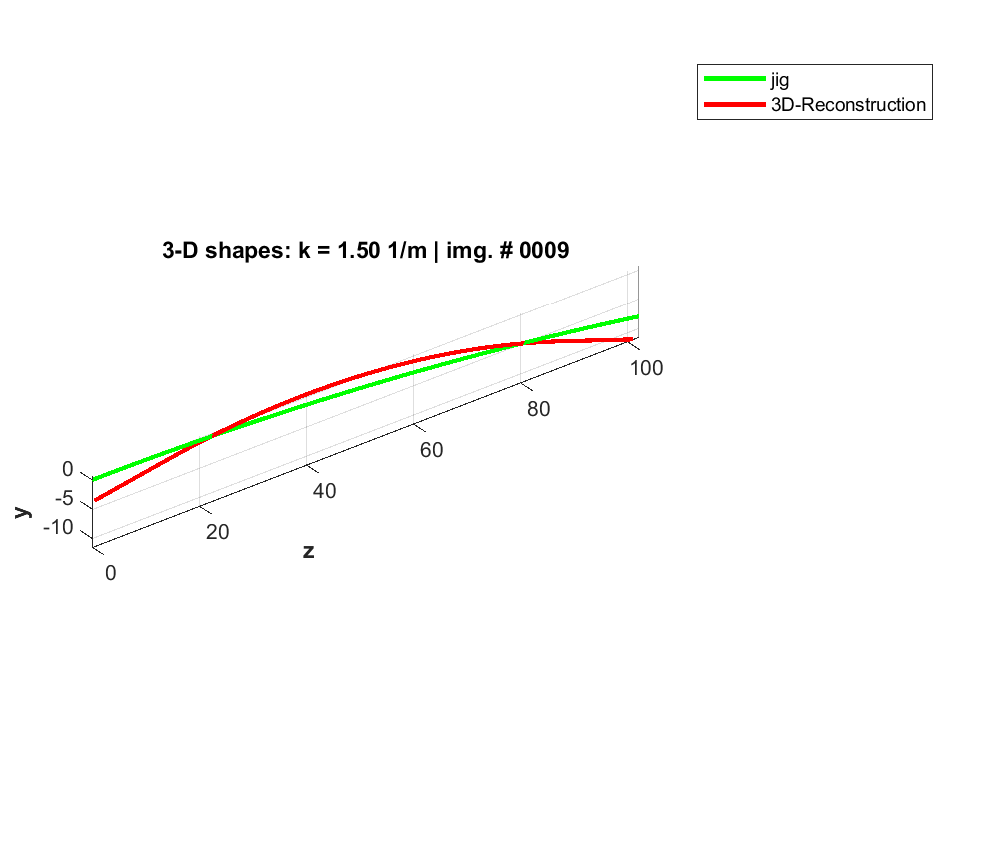 jig
3D-Reconstruction
3-D shapes: k = 1.50 1/m | img. # 0009
0
-5
-10
y
0
20
40
60
80
100
z